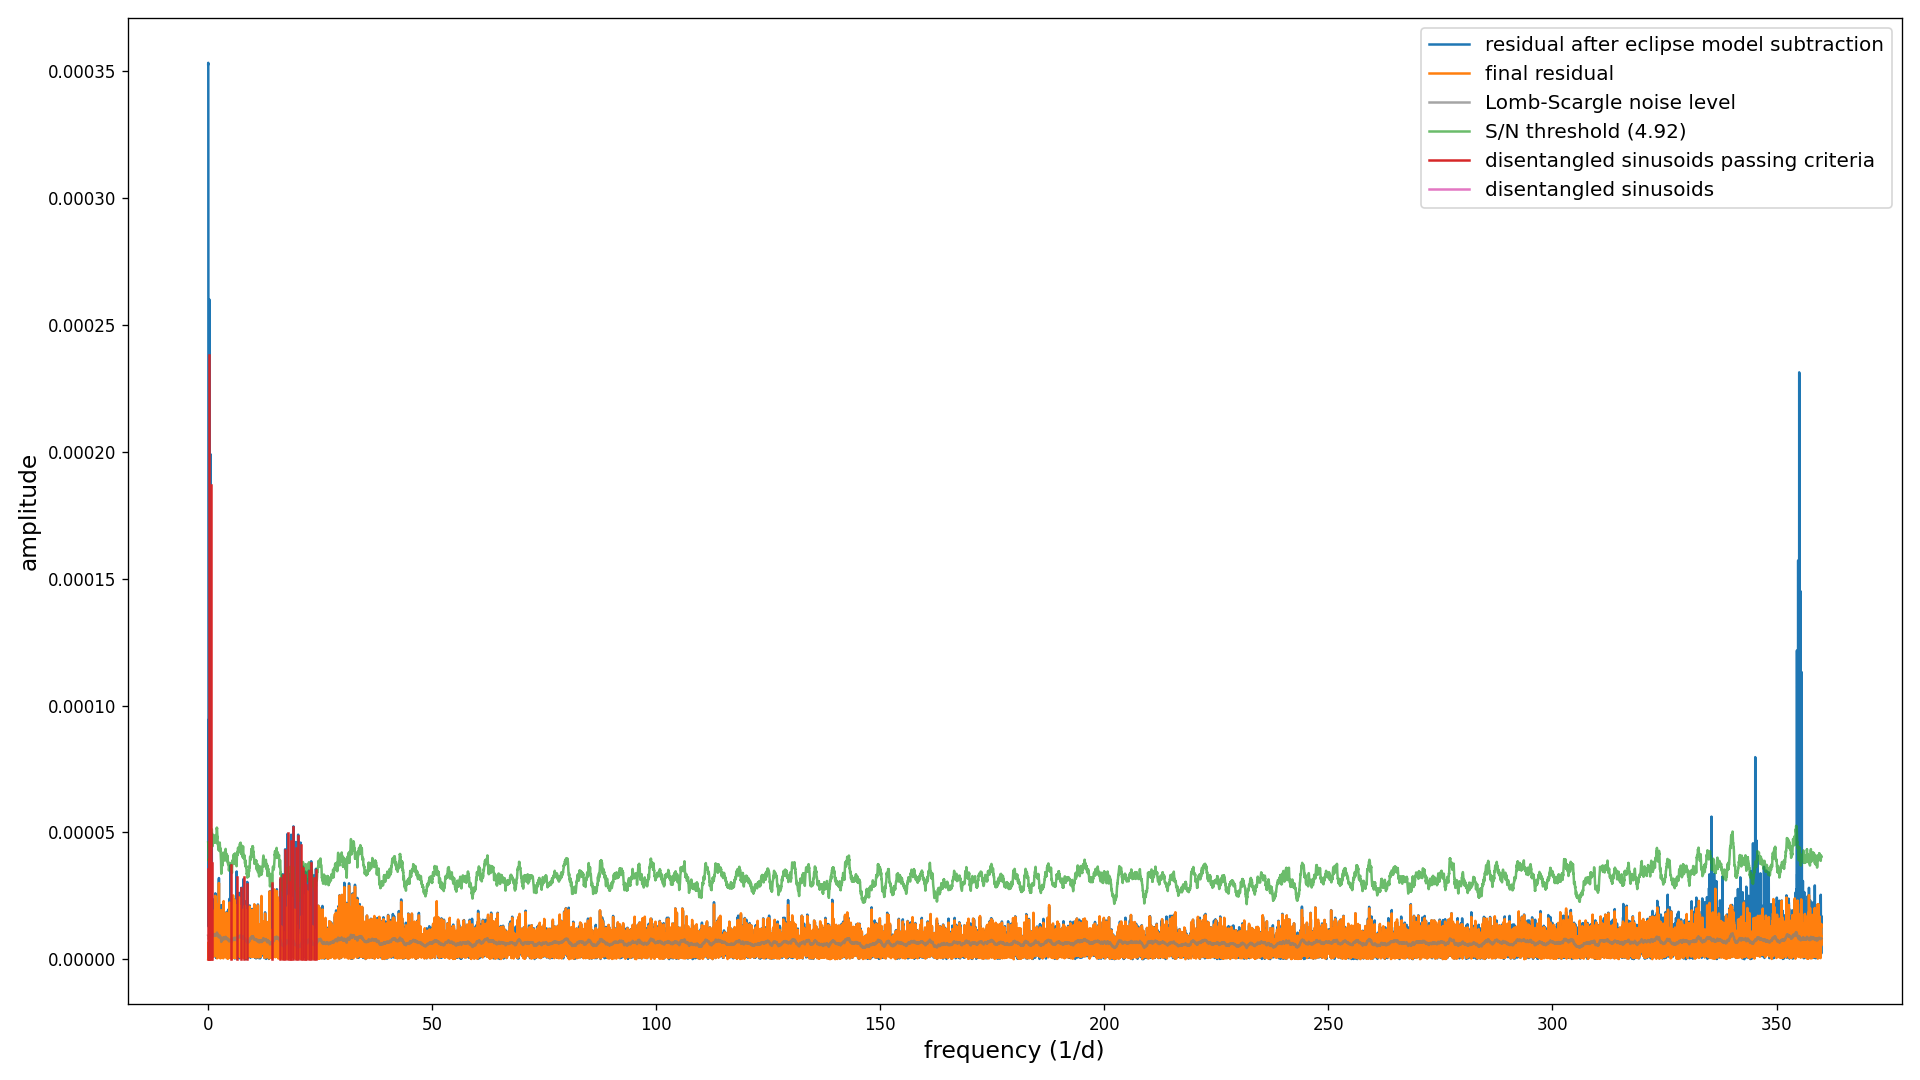 residual after eclipse model subtraction
final residual
Lomb-Scargle noise level
S/N threshold (4.92)
disentangled sinusoids passing criteria
disentangled sinusoids
amplitude
0.00035
0.00030
0.00025
0.00020
0.00015
0.00010
0.00005
0.00000
0 50 100 150 200 250 300 350
frequency (1/d)